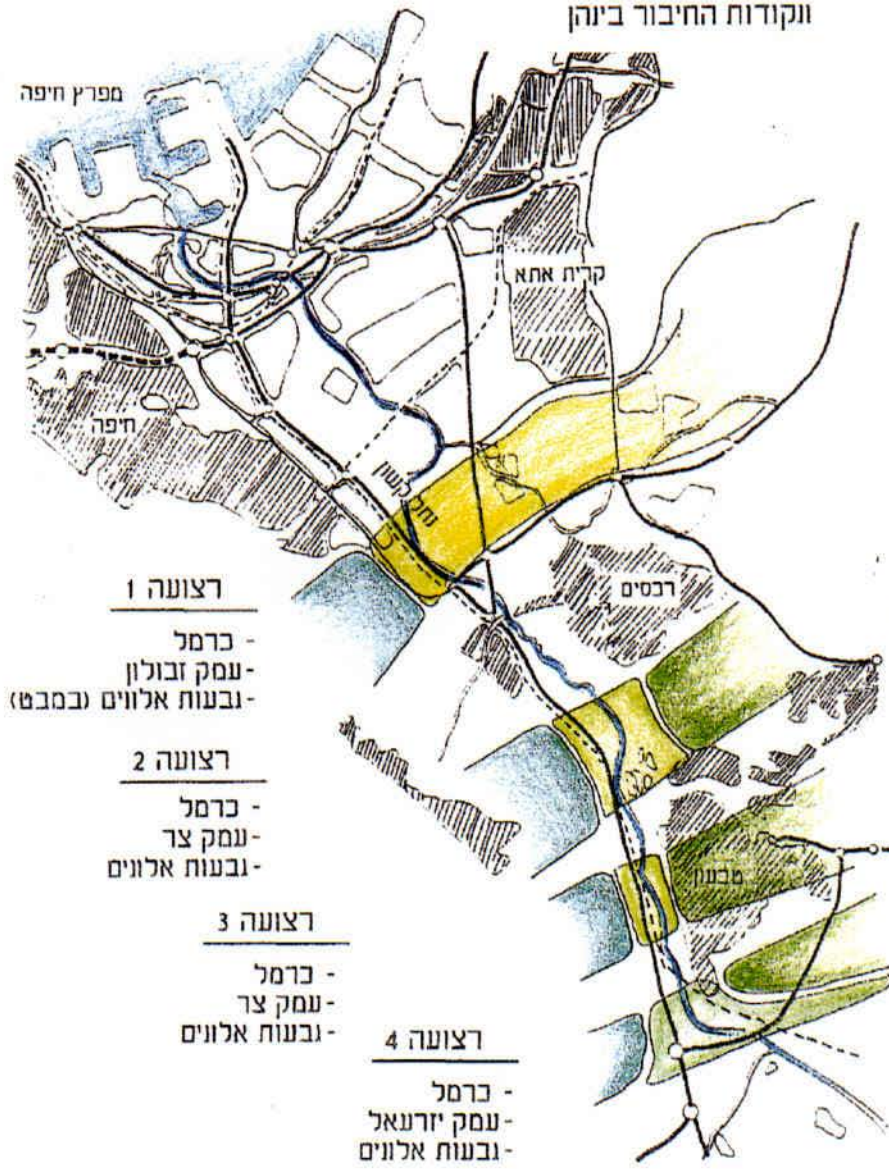 ונקודות החיבור בינהן
מפרץ חיפה
קרית אתא
חיפה
נחל קשון
רכסים
רצועה 1
- כרמל
-עמק זבולון
-גבעות אלונים (במבט)
רצועה 2
- כרמל
-עמק צר
-גבעות אלונים
טבעון
רצועה 3
- כרמל
-עמק צר
-גבעות אלונים
רצועה 4
- כרמל
-עמק יזרעאל
-גבעות אלונים